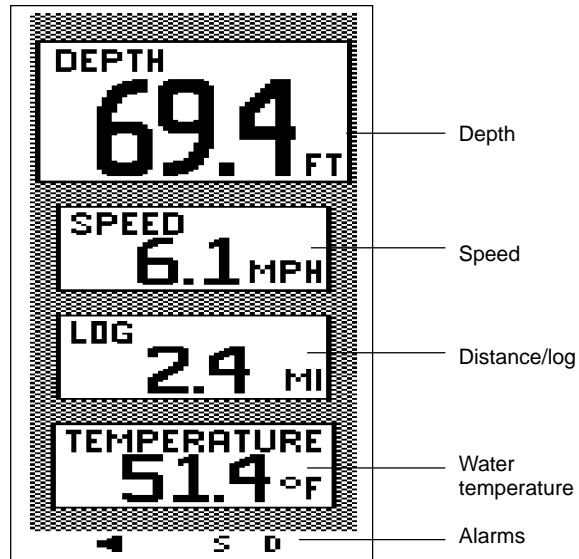 DEPTH
69.4 FT
Depth
SPEED
6.1 MPH
Speed
LOG
2.4 MI
Distance/log
TEMPERATURE
51.4 °F
Water
temperature
S D
Alarms